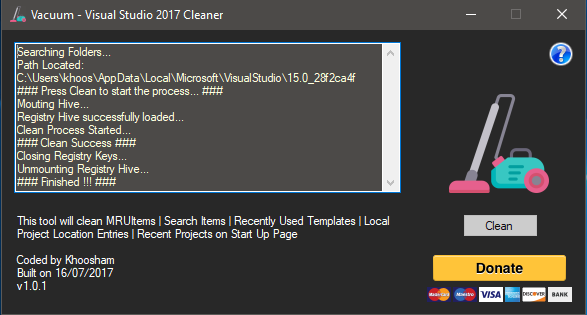 Vacuum - Visual Studio 2017 Cleaner
Searching Folders...
Path Located:
C:\Users\khoos\AppData\Local\Microsoft\VisualStudio\15.0_28f2ca4f
### Press Clean to start the process... ###
Mouting Hive...
Registry Hive successfully loaded...
Clean Process Started...
### Clean Success ###
Closing Registry Keys...
Unmounting Registry Hive...
### Finished !!! ###
?
This tool will clean MRUItems | Search Items | Recently Used Templates | Local
Project Location Entries | Recent Projects on Start Up Page
Clean
Coded by Khoosham
Built on 16/07/2017
v1.0.1
Donate
MasterCard Maestro VISA DISCOVER BANK